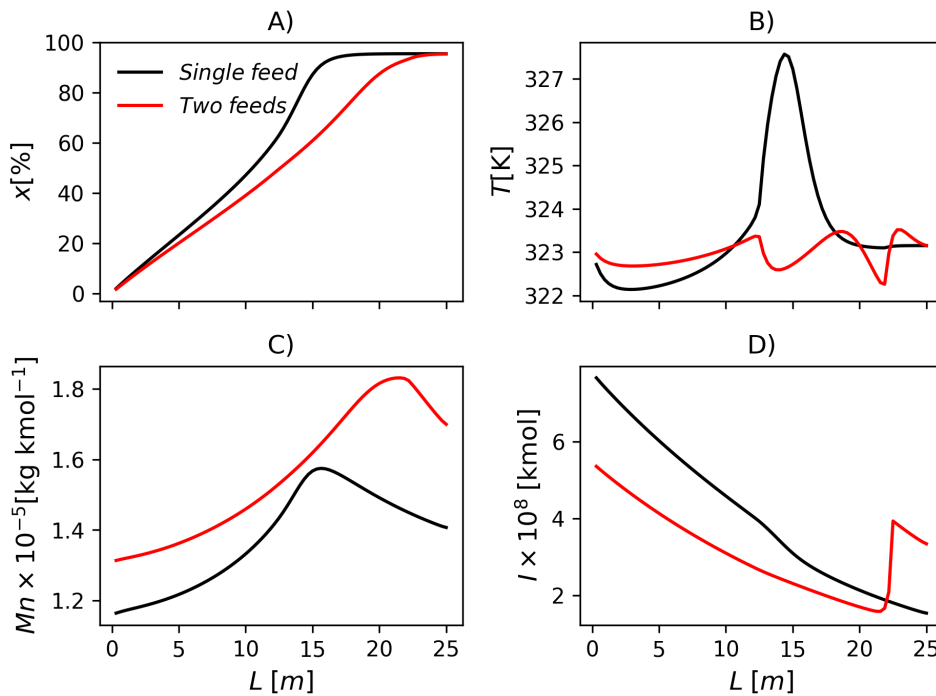 A)
x[%]
100
80
60
40
20
0
Single feed
Two feeds
B)
T[K]
327
326
325
324
323
322
C)
Mn × 10⁻⁵[kg kmol⁻¹]
1.8
1.6
1.4
1.2
0 5 10 15 20 25
L [m]
D)
I × 10⁸ [kmol]
6
4
2
0 5 10 15 20 25
L [m]